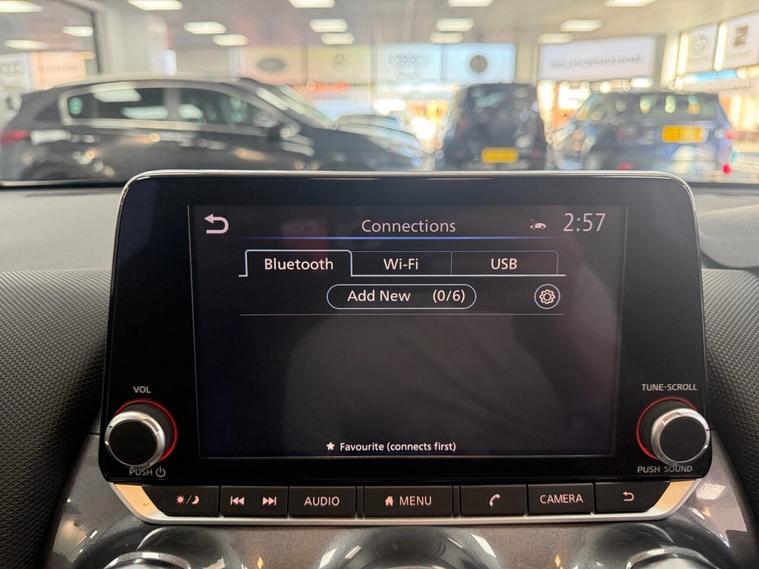 Connections
2:57
Bluetooth
Wi-Fi
USB
Add New (0/6)
★ Favourite (connects first)
VOL
PUSH
TUNE·SCROLL
PUSH SOUND
AUDIO
MENU
CAMERA